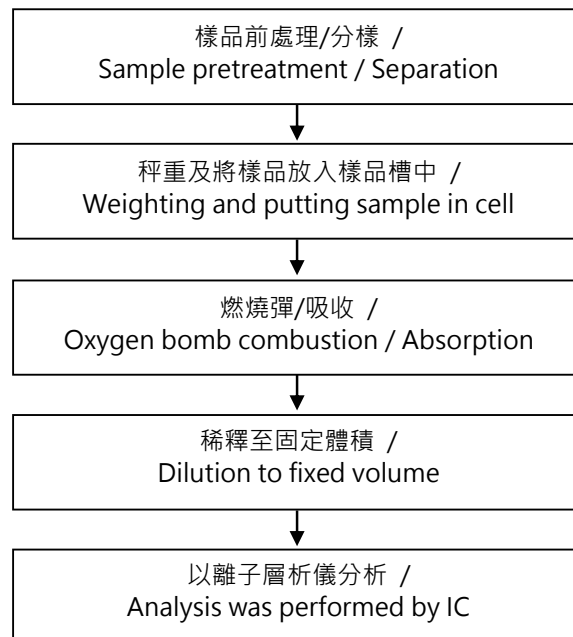 樣品前處理/分樣 /
Sample pretreatment / Separation
秤重及將樣品放入樣品槽中 /
Weighting and putting sample in cell
燃燒彈/吸收 /
Oxygen bomb combustion / Absorption
稀釋至固定體積 /
Dilution to fixed volume
以離子層析儀分析 /
Analysis was performed by IC